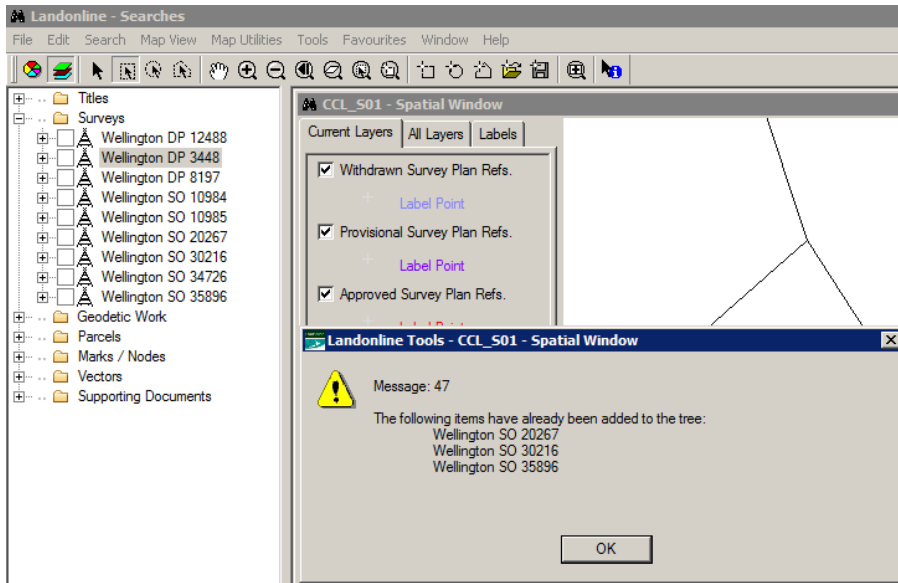 Landonline - Searches
File Edit Search Map View Map Utilities Tools Favourites Window Help
Titles
Surveys
Wellington DP 12488
Wellington DP 3448
Wellington DP 8197
Wellington SO 10984
Wellington SO 10985
Wellington SO 20267
Wellington SO 30216
Wellington SO 34726
Wellington SO 35896
Geodetic Work
Parcels
Marks / Nodes
Vectors
Supporting Documents
CCL_S01 - Spatial Window
Current Layers All Layers Labels
Withdrawn Survey Plan Refs.
Label Point
Provisional Survey Plan Refs.
Label Point
Approved Survey Plan Refs.
Label Point
Landonline Tools - CCL_S01 - Spatial Window
Message: 47
The following items have already been added to the tree:
Wellington SO 20267
Wellington SO 30216
Wellington SO 35896
OK